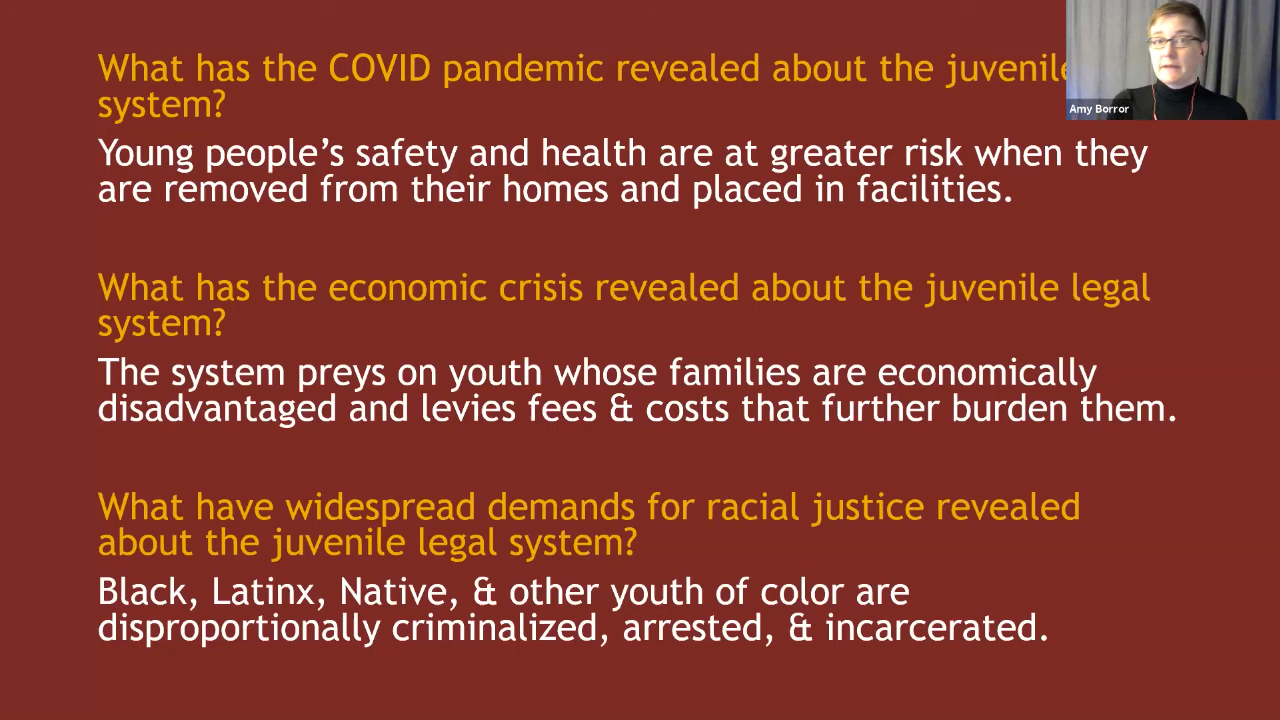 What has the COVID pandemic revealed about the juvenile
system?
Young people's safety and health are at greater risk when they
are removed from their homes and placed in facilities.
What has the economic crisis revealed about the juvenile legal
system?
The system preys on youth whose families are economically
disadvantaged and levies fees & costs that further burden them.
What have widespread demands for racial justice revealed
about the juvenile legal system?
Black, Latinx, Native, & other youth of color are
disproportionally criminalized, arrested, & incarcerated.
Amy Borror